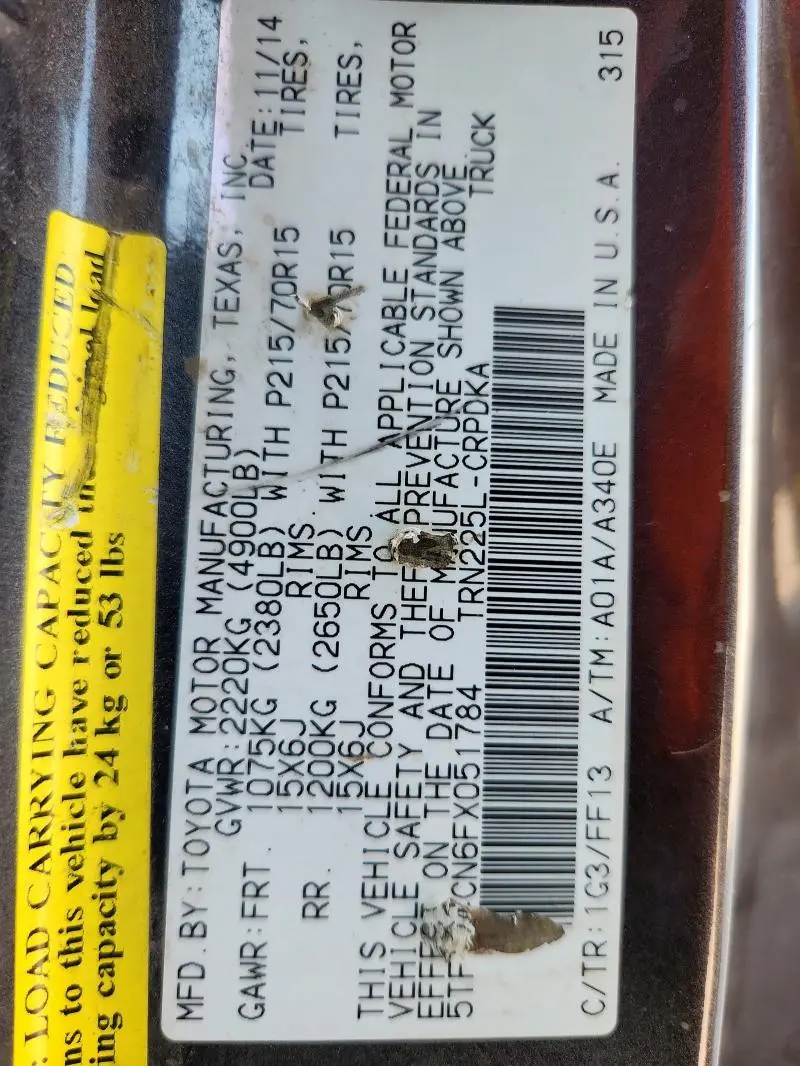 : LOAD CARRYING CAPACITY REDUCED
ns to this vehicle have reduced load
ing capacity by 24 kg or 53 lbs
MFD.BY:TOYOTA MOTOR MANUFACTURING, TEXAS, INC.
GVWR:2220KG (4900LB) DATE:11/14
GAWR:FRT. 1075KG (2380LB) WITH P215/70R15 TIRES,
15X6J RIMS
RR. 1200KG (2650LB) WITH P215/70R15 TIRES,
15X6J RIMS
THIS VEHICLE CONFORMS TO ALL APPLICABLE FEDERAL MOTOR
VEHICLE SAFETY AND THEFT PREVENTION STANDARDS IN
EFFECT ON THE DATE OF MANUFACTURE SHOWN ABOVE.
5TF CN6FX051784 TRN225L-CRPDKA TRUCK
C/TR:1G3/FF13 A/TM:A01A/A340E MADE IN U.S.A. 315